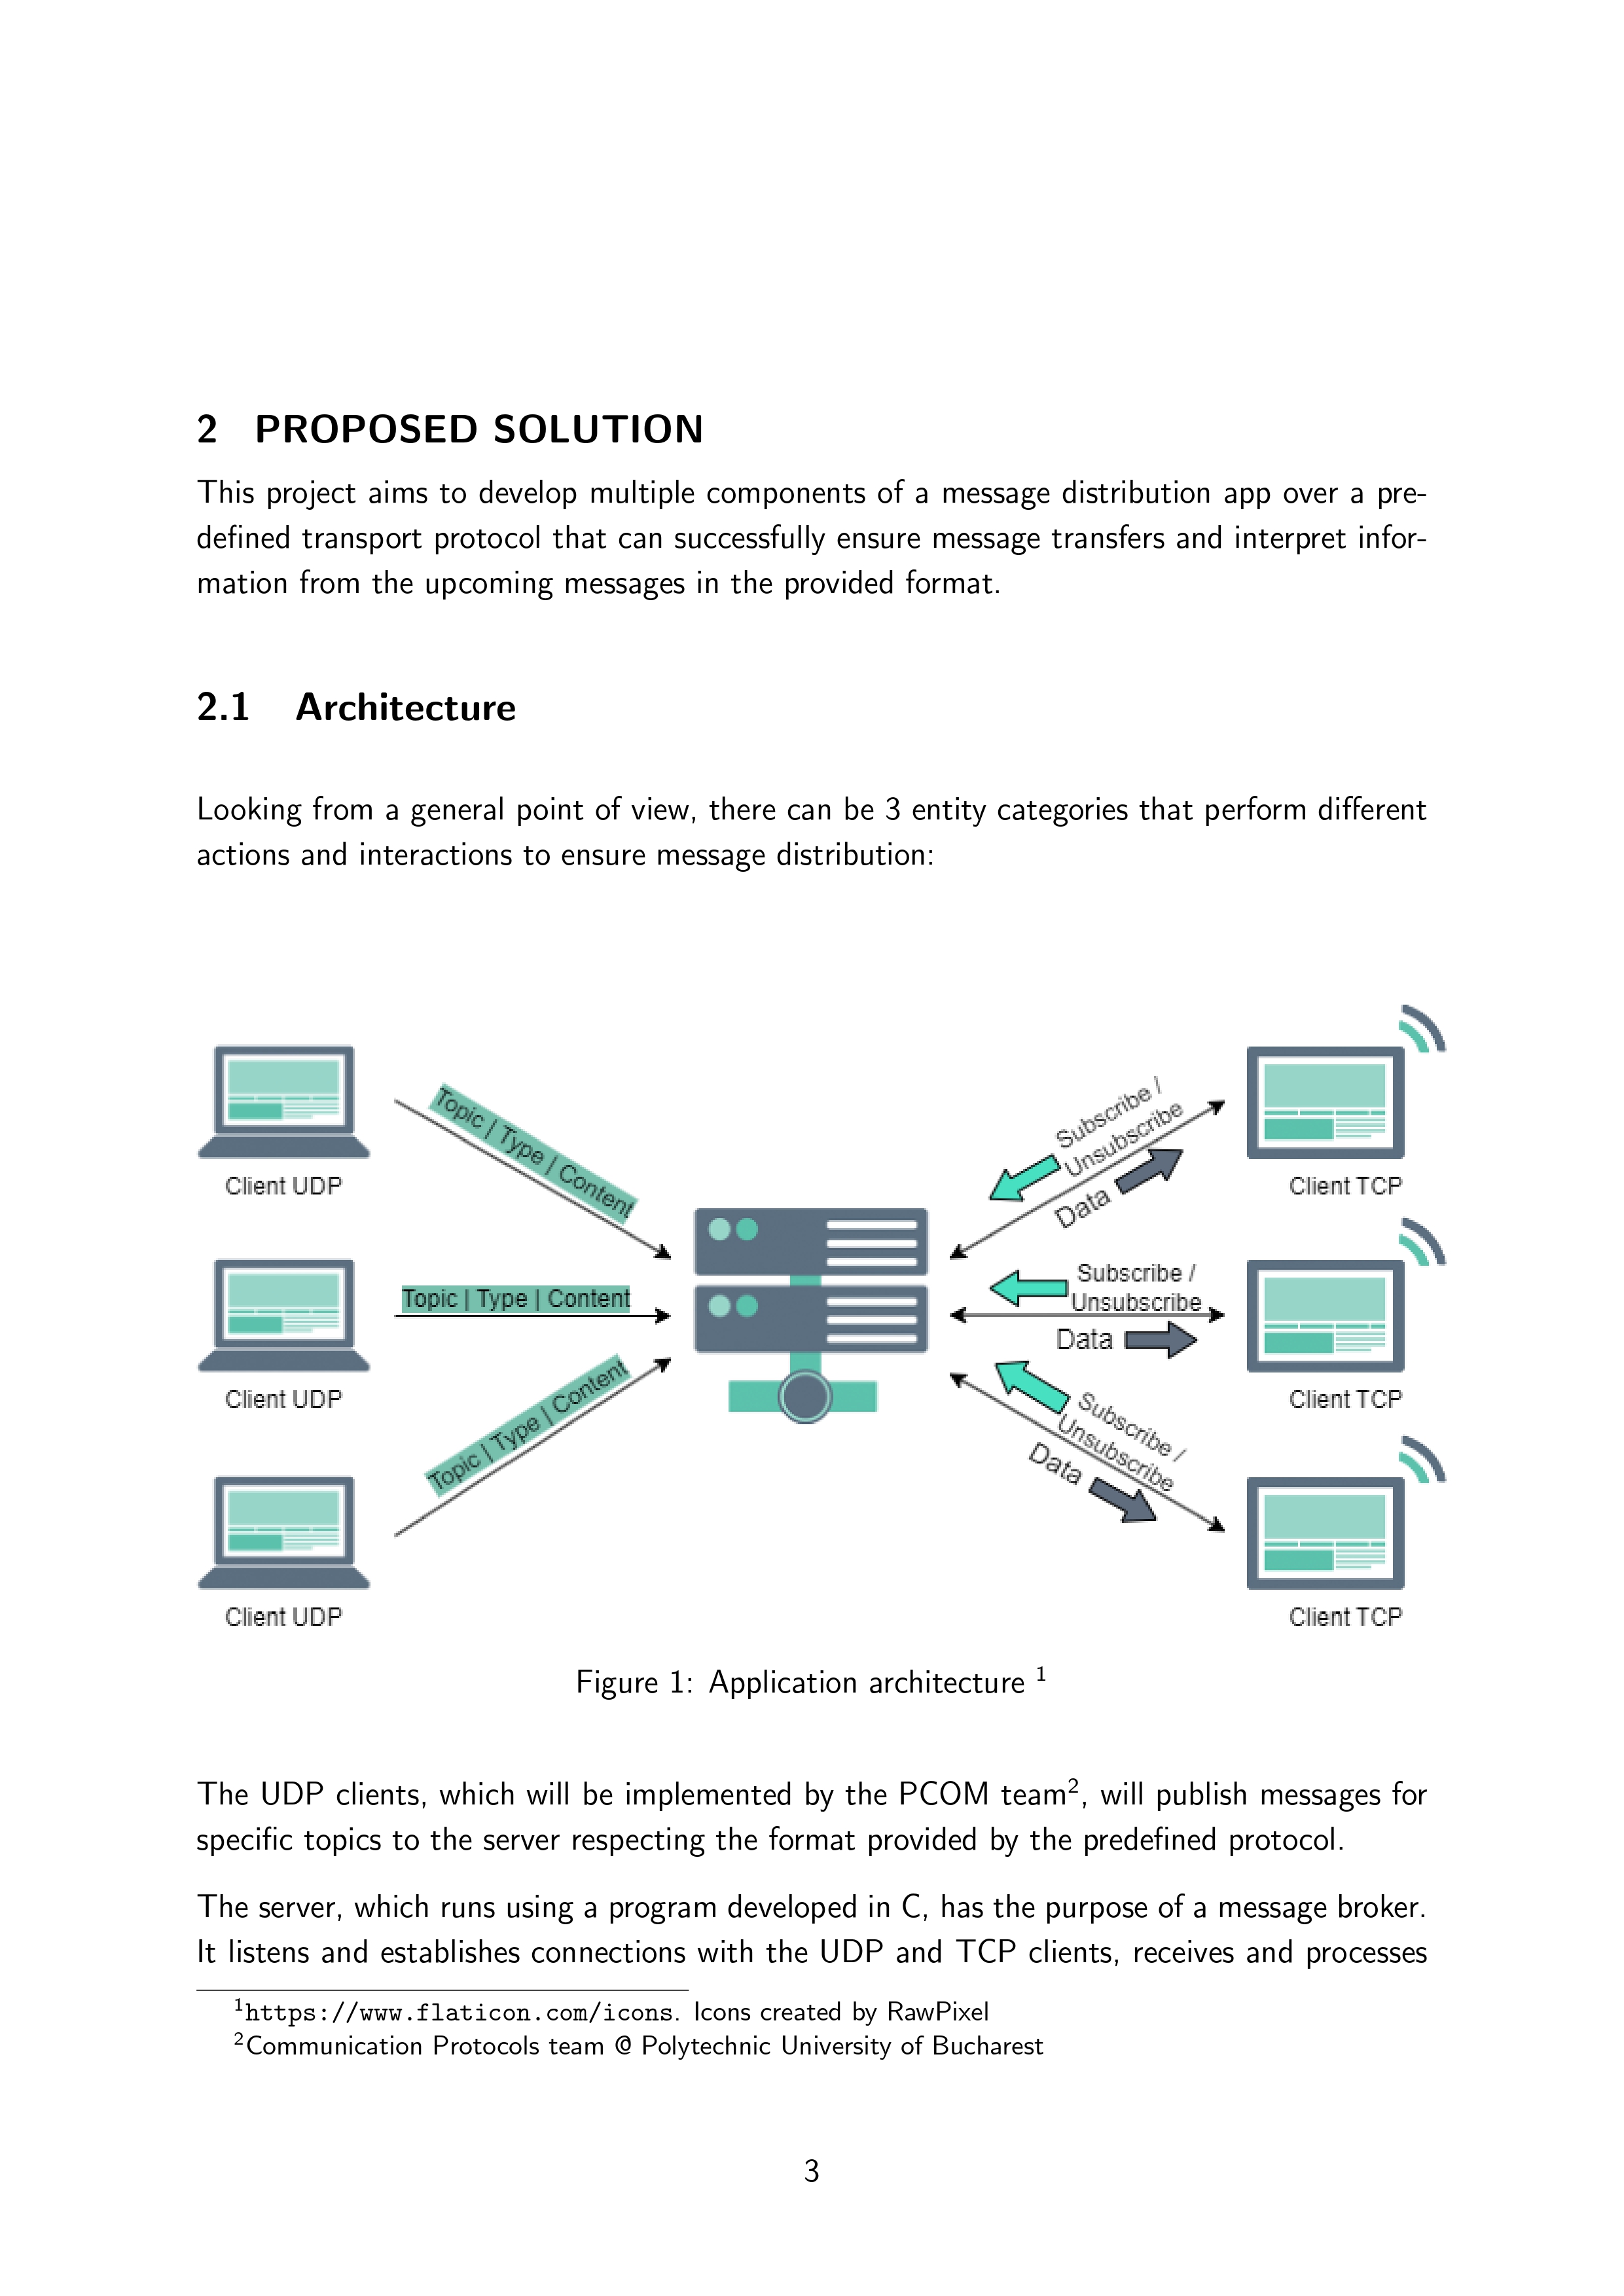 2 PROPOSED SOLUTION
This project aims to develop multiple components of a message distribution app over a pre-
defined transport protocol that can successfully ensure message transfers and interpret infor-
mation from the upcoming messages in the provided format.
2.1 Architecture
Looking from a general point of view, there can be 3 entity categories that perform different
actions and interactions to ensure message distribution:
Client UDP
Topic | Type | Content
Client UDP
Topic | Type | Content
Client UDP
Topic | Type | Content
Subscribe /
Unsubscribe
Data
Client TCP
Subscribe /
Unsubscribe
Data
Client TCP
Subscribe /
Unsubscribe
Data
Client TCP
Figure 1: Application architecture 1
The UDP clients, which will be implemented by the PCOM team2, will publish messages for
specific topics to the server respecting the format provided by the predefined protocol.
The server, which runs using a program developed in C, has the purpose of a message broker.
It listens and establishes connections with the UDP and TCP clients, receives and processes
1https://www.flaticon.com/icons. Icons created by RawPixel
2Communication Protocols team @ Polytechnic University of Bucharest
3